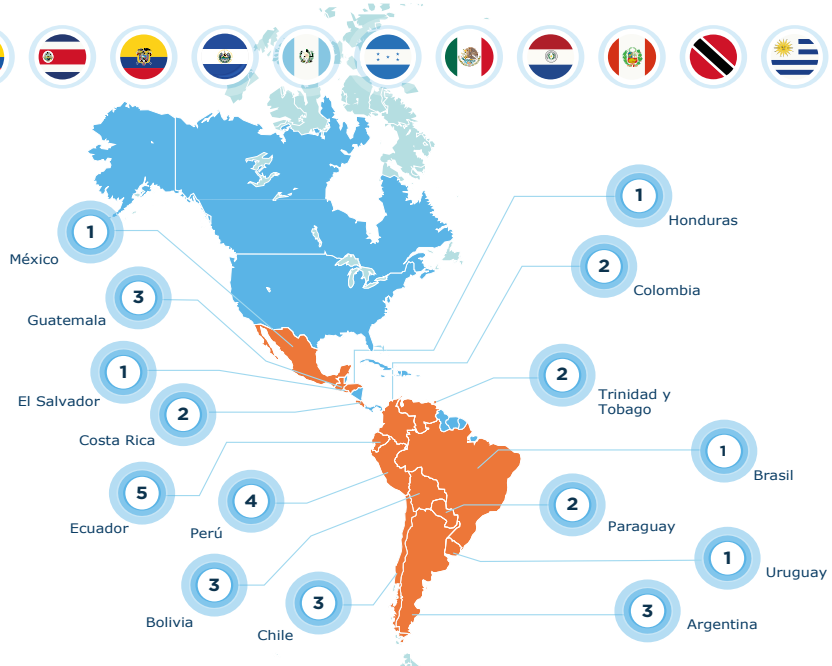 1
Honduras
1
México
2
Colombia
3
Guatemala
1
El Salvador
2
Trinidad y
Tobago
2
Costa Rica
1
Brasil
5
Ecuador
4
Perú
2
Paraguay
1
Uruguay
3
Bolivia
3
Chile
3
Argentina